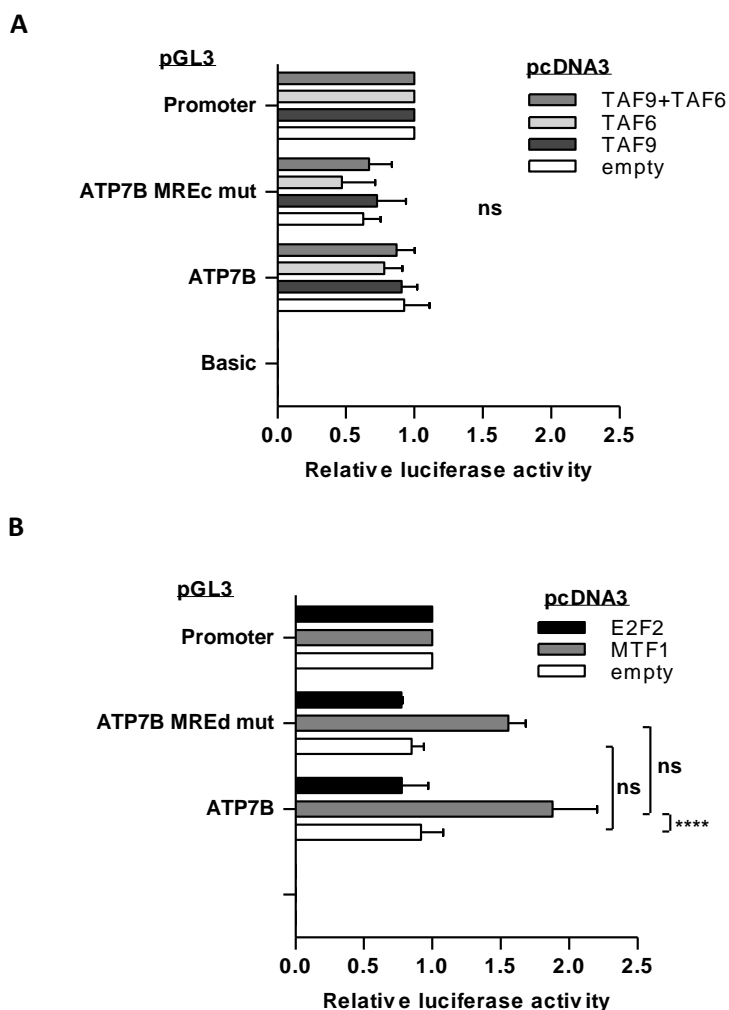 A
pGL3
pcDNA3
Promoter
TAF9+TAF6
TAF6
TAF9
empty
ATP7B MREc mut
ns
ATP7B
Basic
0.0 0.5 1.0 1.5 2.0 2.5
Relative luciferase activity
B
pGL3
pcDNA3
Promoter
E2F2
MTF1
empty
ATP7B MREd mut
ns
ns
ATP7B
****
0.0 0.5 1.0 1.5 2.0 2.5
Relative luciferase activity